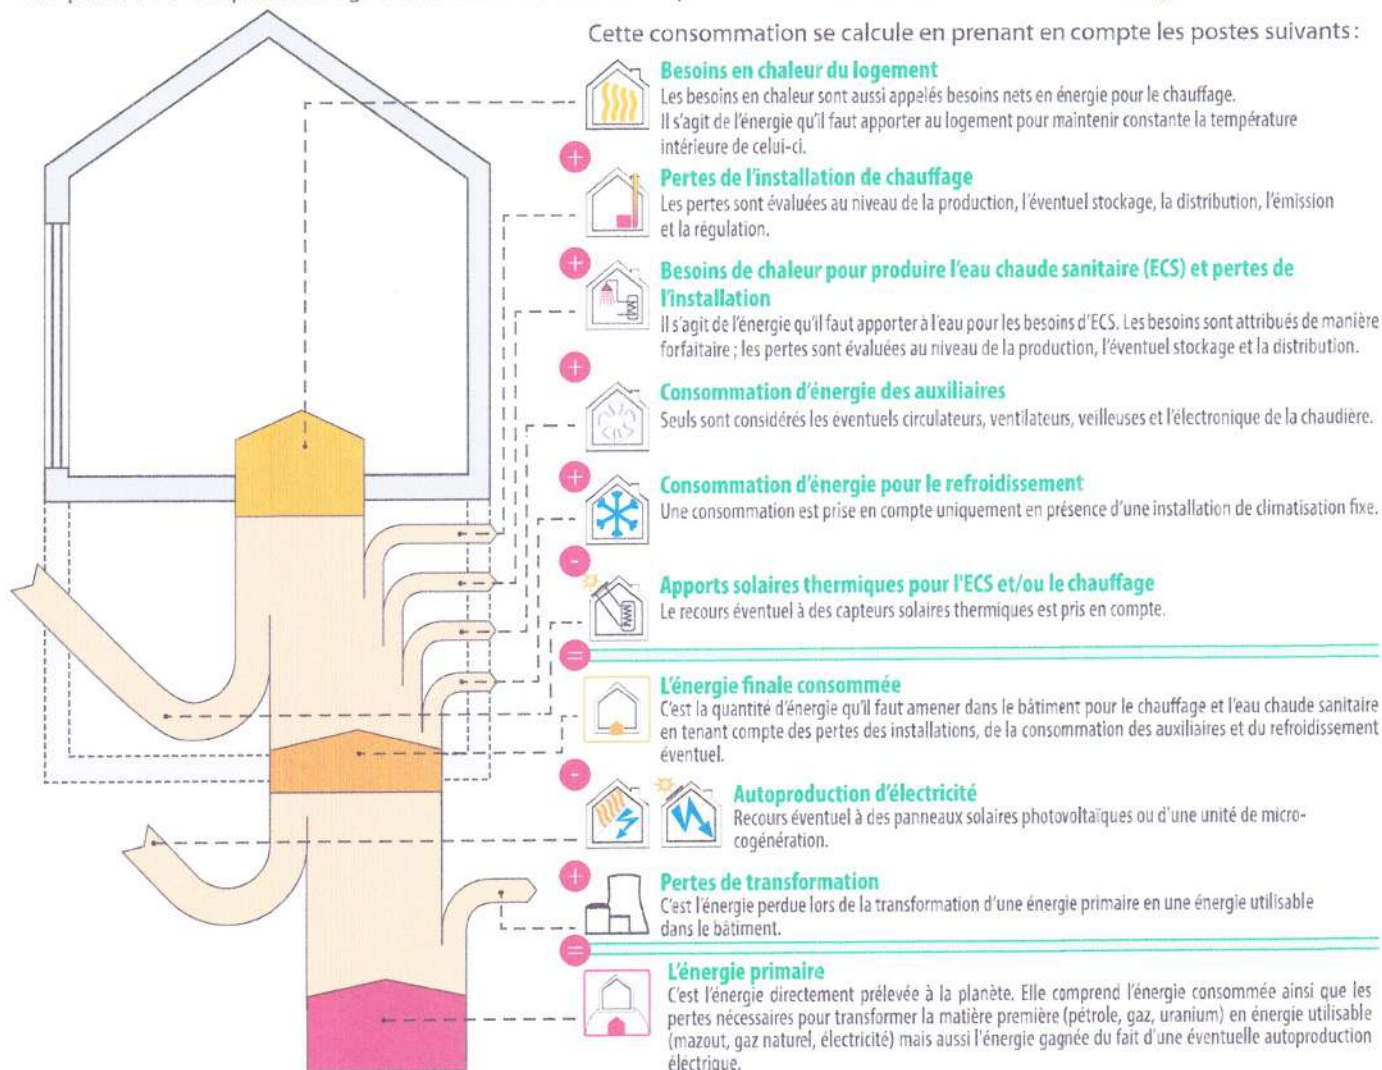 Cette consommation se calcule en prenant en compte les postes suivants :
Besoins en chaleur du logement
Les besoins en chaleur sont aussi appelés besoins nets en énergie pour le chauffage.
Il s'agit de l'énergie qu'il faut apporter au logement pour maintenir constante la température
intérieure de celui-ci.
+
Pertes de l'installation de chauffage
Les pertes sont évaluées au niveau de la production, l'éventuel stockage, la distribution, l'émission
et la régulation.
+
Besoins de chaleur pour produire l'eau chaude sanitaire (ECS) et pertes de
l'installation
Il s'agit de l'énergie qu'il faut apporter à l'eau pour les besoins d'ECS. Les besoins sont attribués de manière
forfaitaire ; les pertes sont évaluées au niveau de la production, l'éventuel stockage et la distribution.
+
Consommation d'énergie des auxiliaires
Seuls sont considérés les éventuels circulateurs, ventilateurs, veilleuses et l'électronique de la chaudière.
+
Consommation d'énergie pour le refroidissement
Une consommation est prise en compte uniquement en présence d'une installation de climatisation fixe.
-
Apports solaires thermiques pour l'ECS et/ou le chauffage
Le recours éventuel à des capteurs solaires thermiques est pris en compte.
=
L'énergie finale consommée
C'est la quantité d'énergie qu'il faut amener dans le bâtiment pour le chauffage et l'eau chaude sanitaire
en tenant compte des pertes des installations, de la consommation des auxiliaires et du refroidissement
éventuel.
-
Autoproduction d'électricité
Recours éventuel à des panneaux solaires photovoltaïques ou d'une unité de micro-
cogénération.
+
Pertes de transformation
C'est l'énergie perdue lors de la transformation d'une énergie primaire en une énergie utilisable
dans le bâtiment.
=
L'énergie primaire
C'est l'énergie directement prélevée à la planète. Elle comprend l'énergie consommée ainsi que les
pertes nécessaires pour transformer la matière première (pétrole, gaz, uranium) en énergie utilisable
(mazout, gaz naturel, électricité) mais aussi l'énergie gagnée du fait d'une éventuelle autoproduction
électrique.